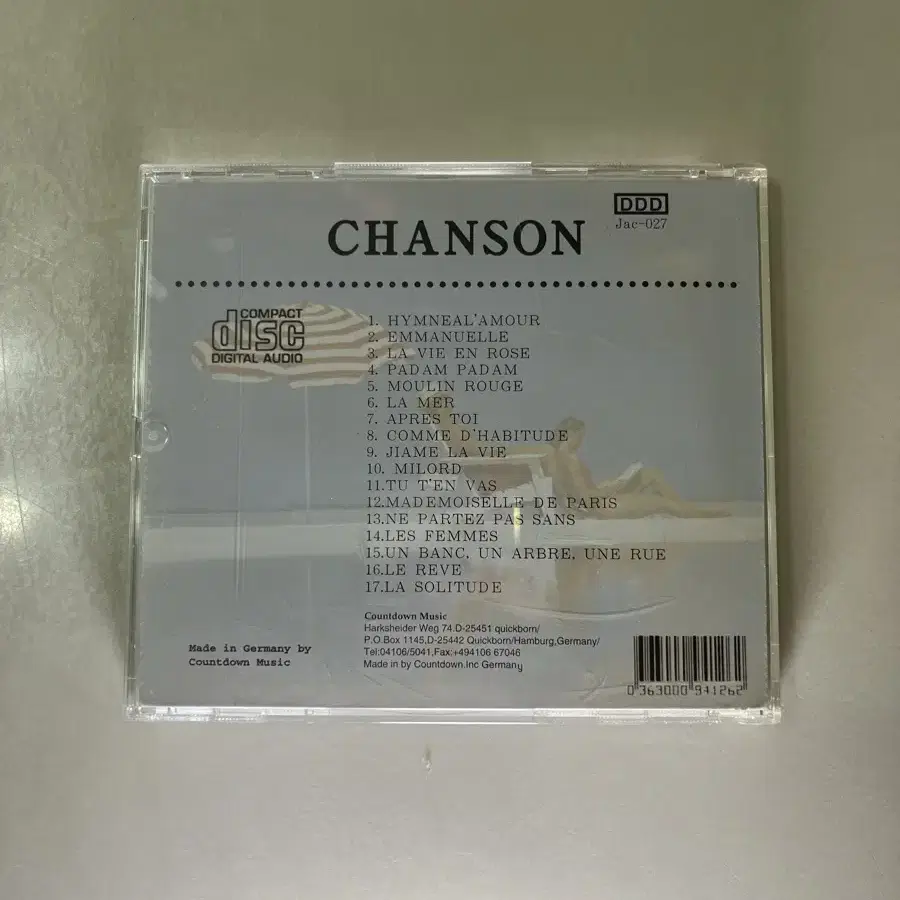 DDD
Jac-027
CHANSON
COMPACT
disc
DIGITAL AUDIO
1. HYMNEAL'AMOUR
2. EMMANUELLE
3. LA VIE EN ROSE
4. PADAM PADAM
5. MOULIN ROUGE
6. LA MER
7. APRES TOI
8. COMME D'HABITUDE
9. JIAME LA VIE
10. MILORD
11.TU T'EN VAS
12.MADEMOISELLE DE PARIS
13.NE PARTEZ PAS SANS
14.LES FEMMES
15.UN BANC, UN ARBRE, UNE RUE
16.LE REVE
17.LA SOLITUDE
Countdown Music
Harksheider Weg 74.D-25451 quickborn/
P.O.Box 1145,D-25442 Quickborn/Hamburg,Germany/
Tel:04106/5041,Fax:+494106 67046
Made in by Countdown.Inc Germany
Made in Germany by
Countdown Music
0 363000 941262